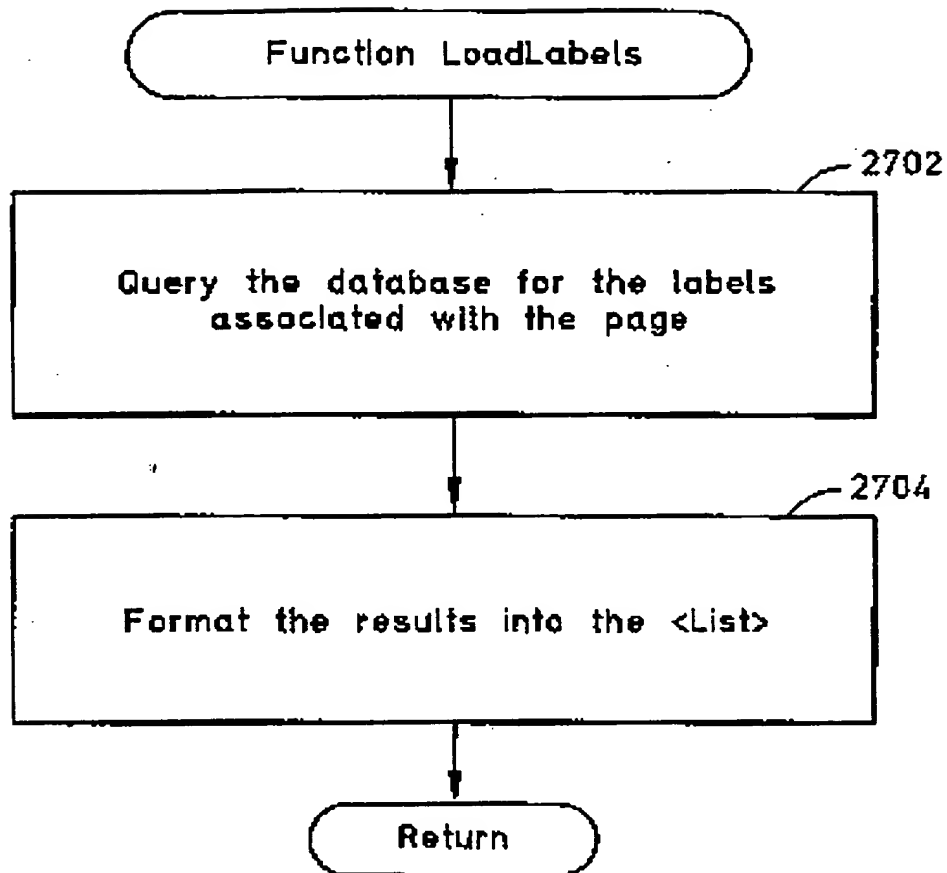 Function LoadLabels
2702
Query the database for the labels
associated with the page
2704
Format the results into the <List>
Return